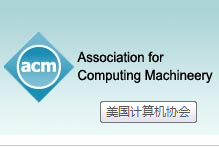 acm
Association for
Computing Machineery
美国计算机协会